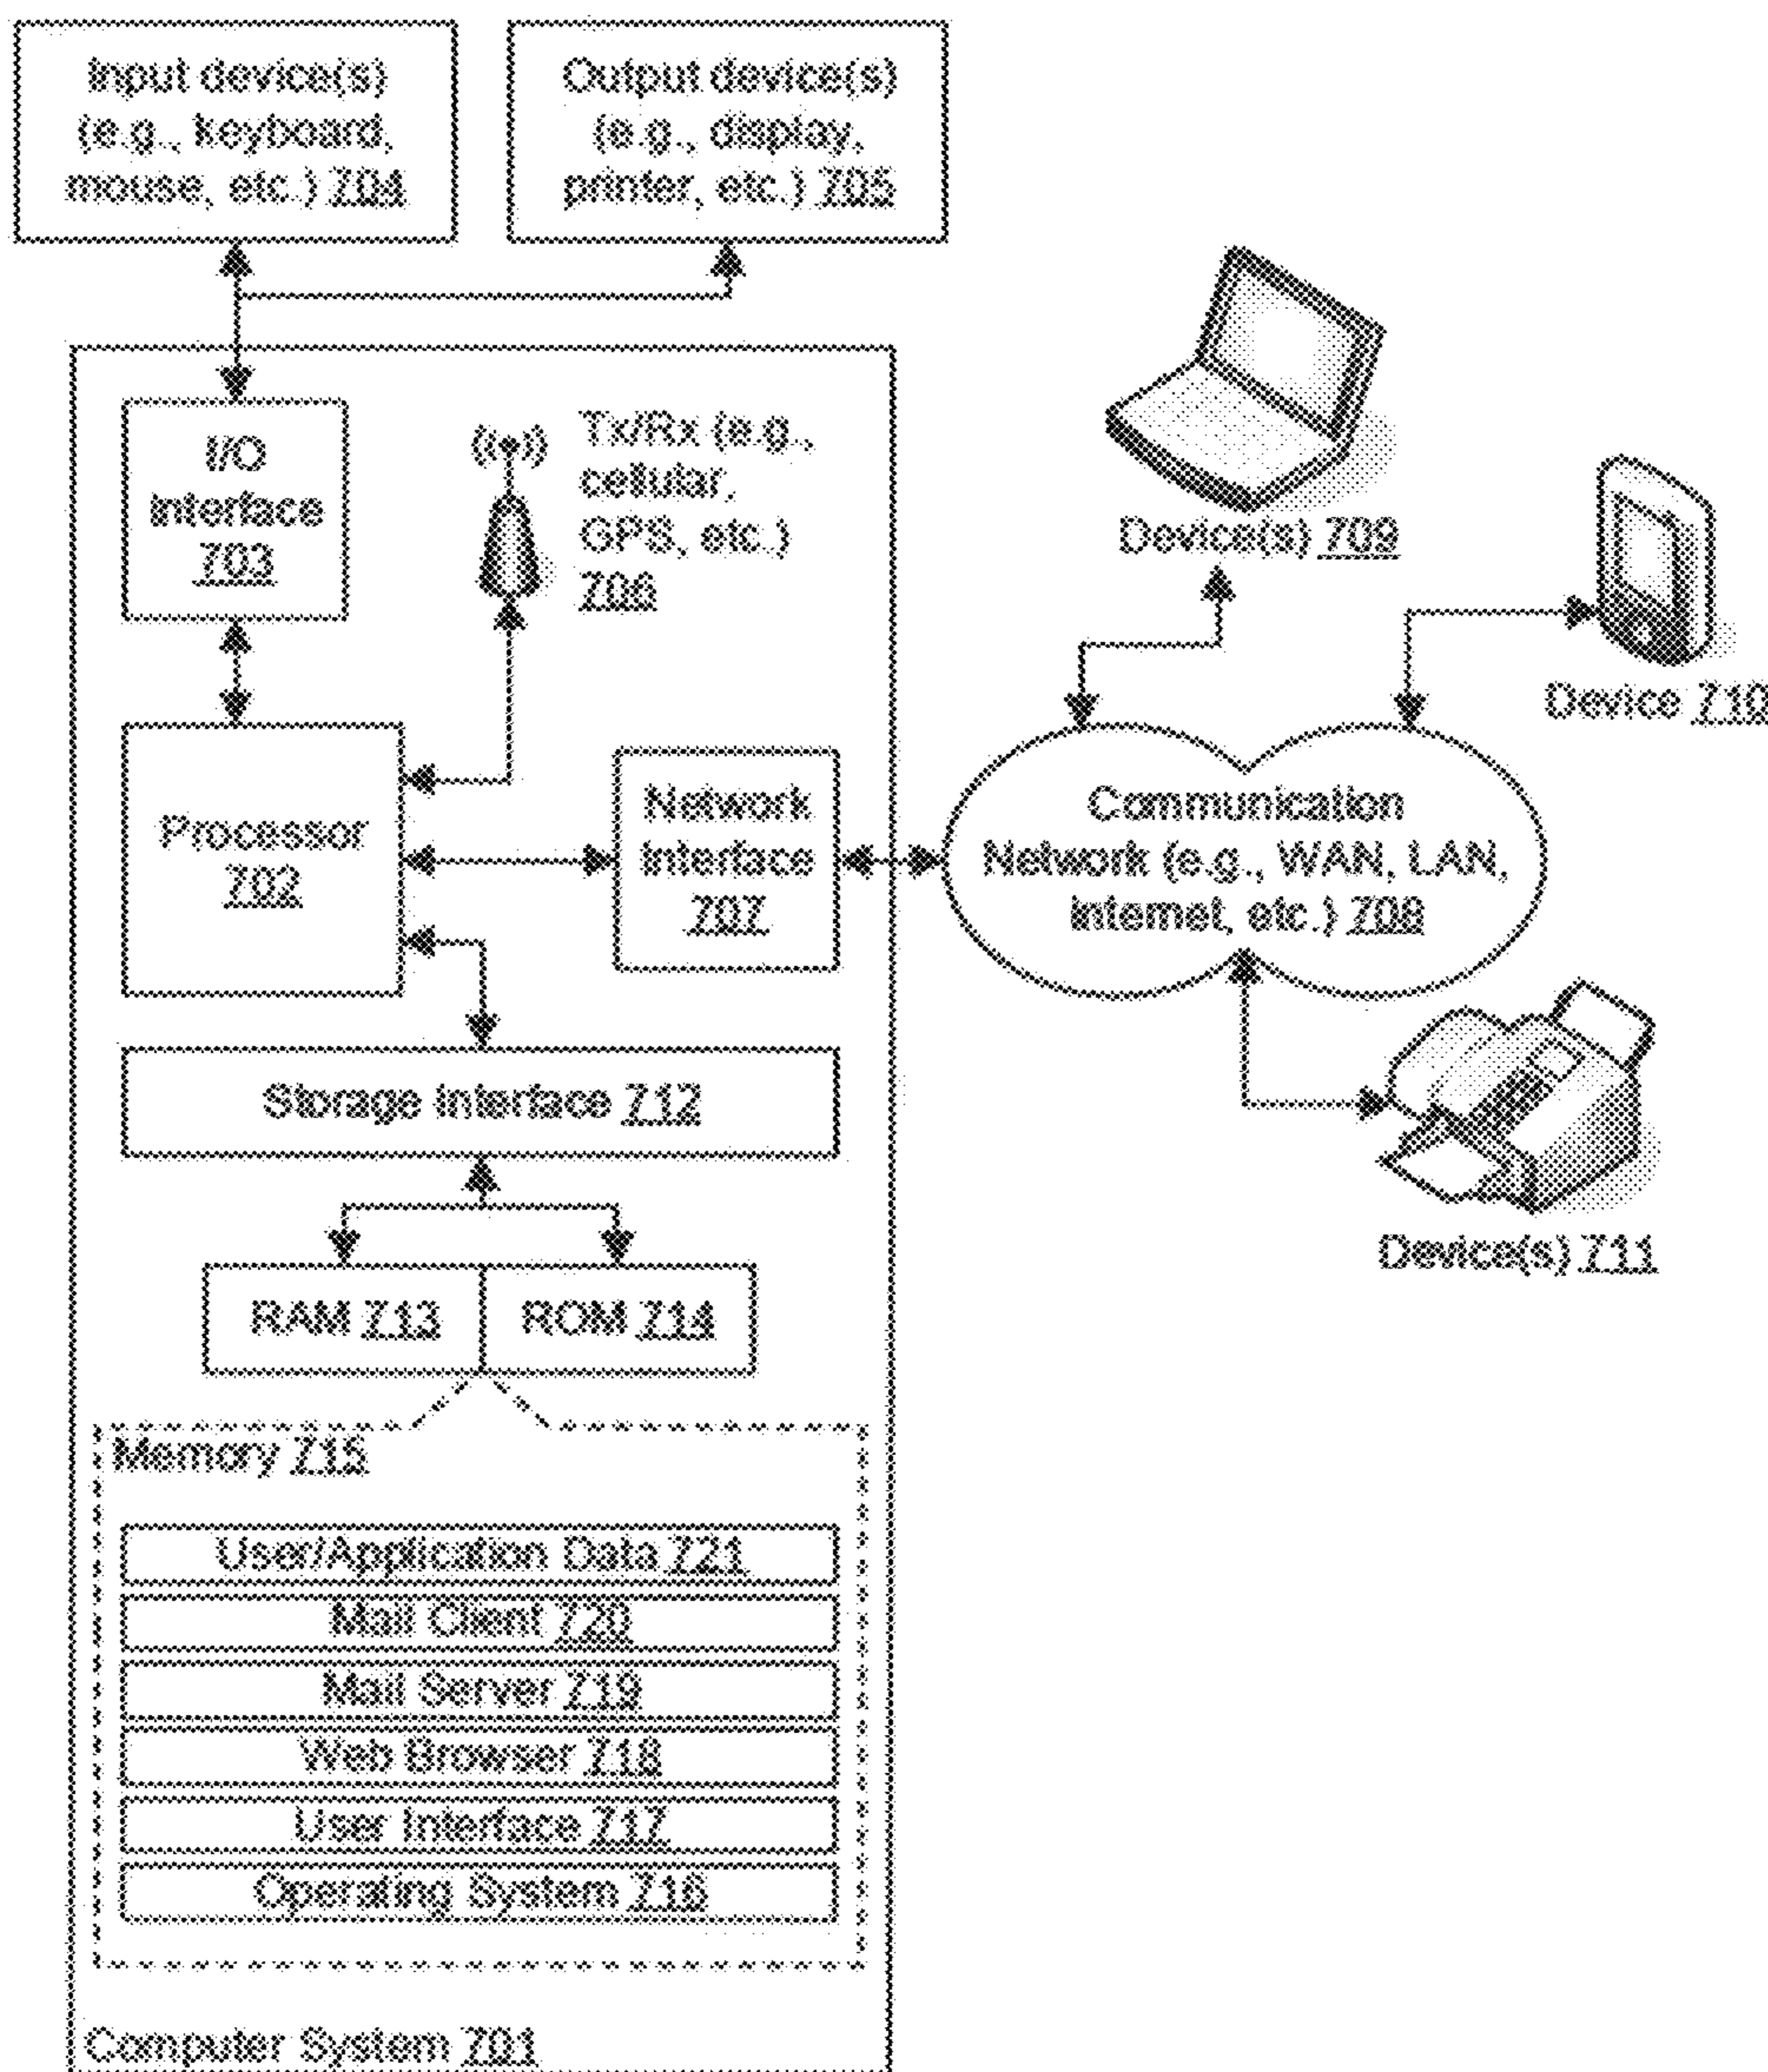 Input device(s)
(e.g., keyboard,
mouse, etc.) 704
Output device(s)
(e.g., display,
printer, etc.) 705
I/O
Interface
703
Tx/Rx (e.g.,
cellular,
GPS, etc.)
706
Device(s) 709
Device 710
Processor
702
Network
Interface
707
Communication
Network (e.g., WAN, LAN,
Internet, etc.) 708
Storage Interface 712
Device(s) 711
RAM 713
ROM 714
Memory 715
User/Application Data 721
Mail Client 720
Mail Server 719
Web Browser 718
User Interface 717
Operating System 716
Computer System 701